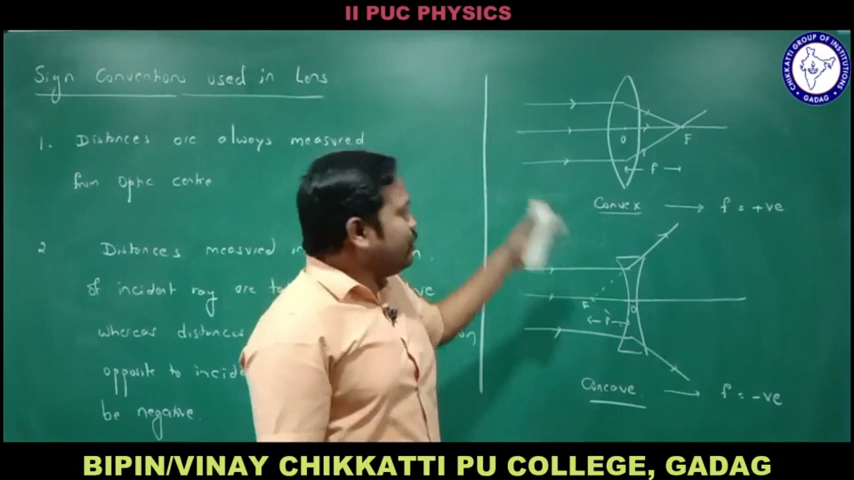 II PUC PHYSICS
CHIKKATTI GROUP OF INSTITUTIONS
GADAG
Sign Conventions used in Lens
1. Distances are always measured
from Optic centre
2 Distances measured
of incident ray are
whereas distances
opposite to incid
be negative.
O
F
f
Convex → f = +ve
F
O
f
Concave → f = -ve
BIPIN/VINAY CHIKKATTI PU COLLEGE, GADAG